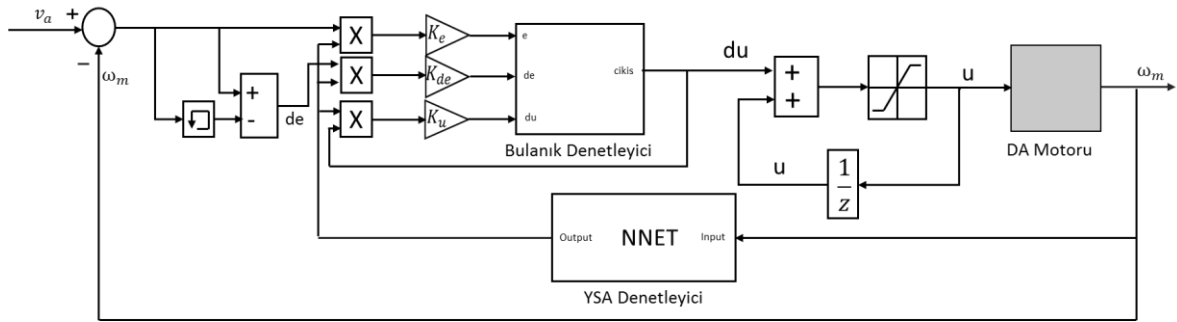 v_a
+
−
ω_m
+
-
de
X
X
X
K_e
K_de
K_u
e
de
du
cikis
Bulanık Denetleyici
du
+
+
u
u
1/z
DA Motoru
ω_m
Output
NNET
Input
YSA Denetleyici